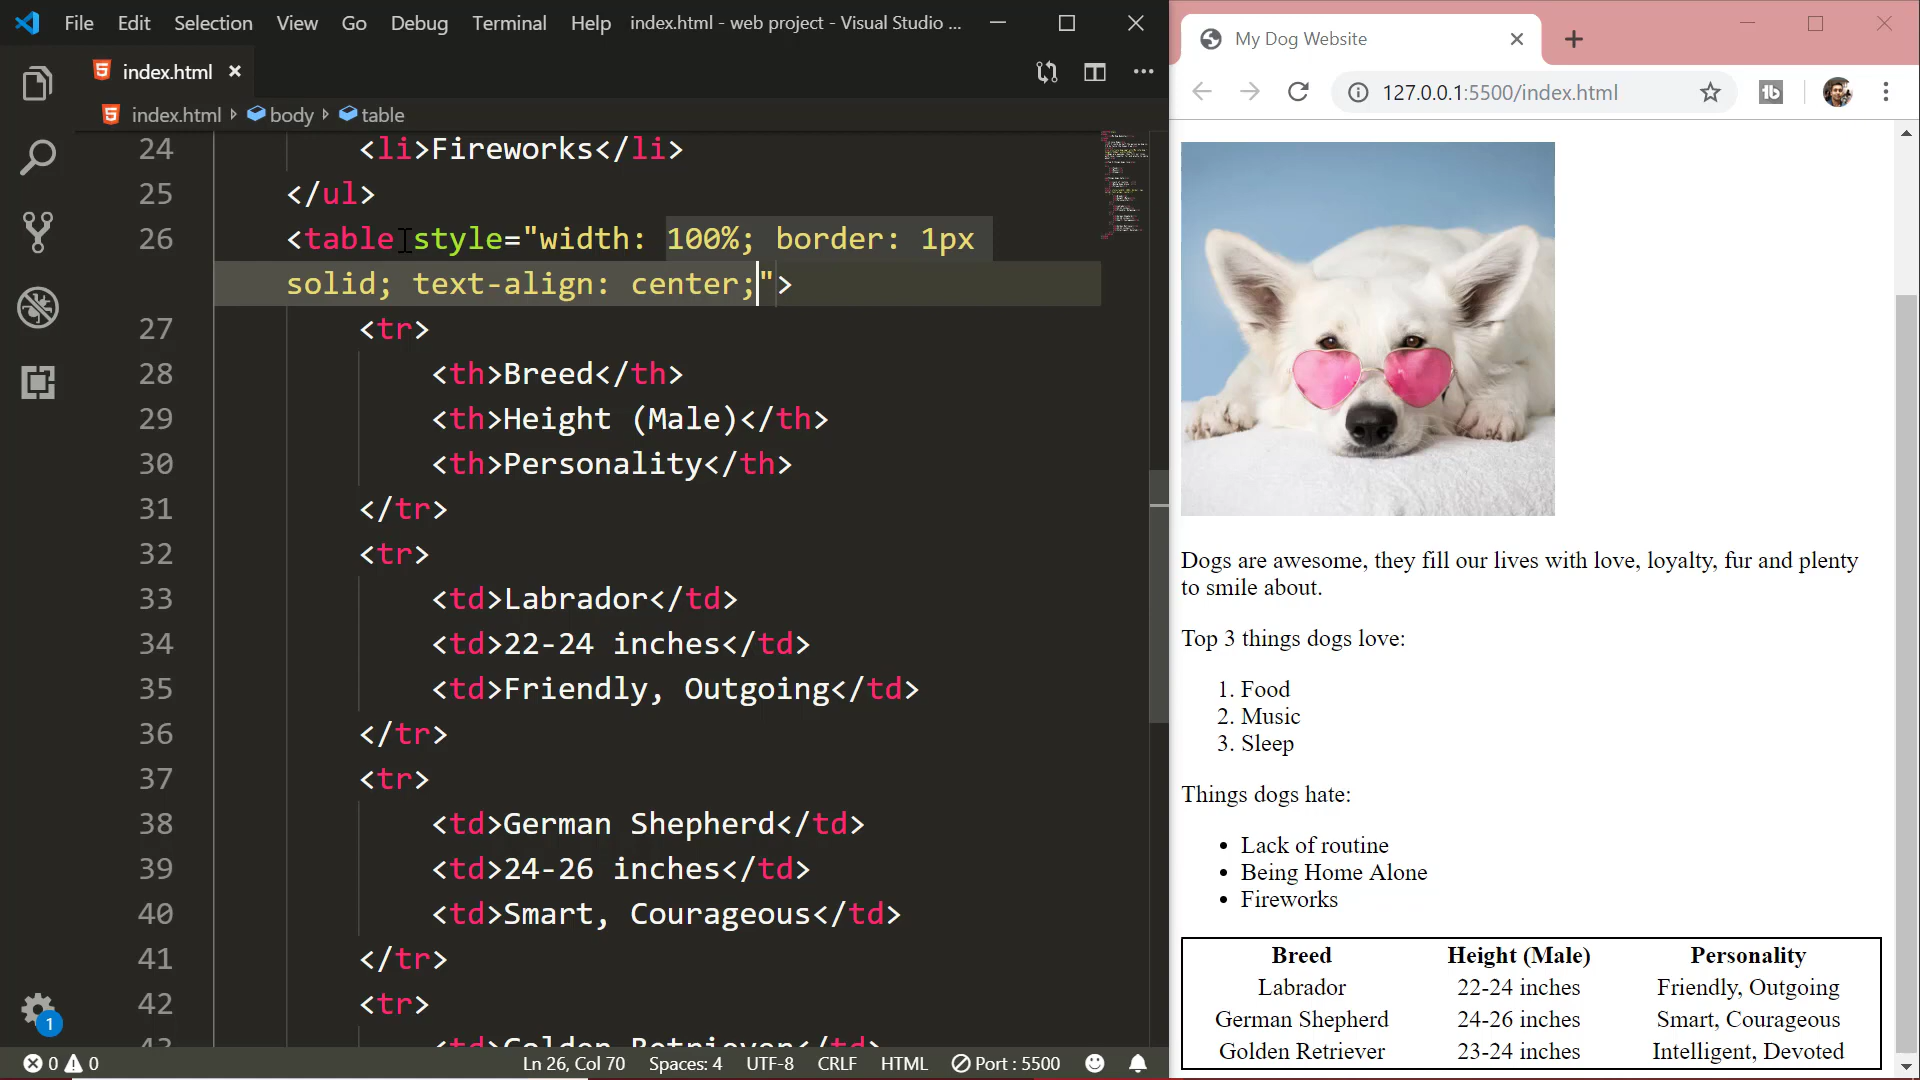 File Edit Selection View Go Debug Terminal Help index.html - web project - Visual Studio ...
index.html
index.html body table
24 <li>Fireworks</li>
25 </ul>
26 <table style="width: 100%; border: 1px
solid; text-align: center;">
27 <tr>
28 <th>Breed</th>
29 <th>Height (Male)</th>
30 <th>Personality</th>
31 </tr>
32 <tr>
33 <td>Labrador</td>
34 <td>22-24 inches</td>
35 <td>Friendly, Outgoing</td>
36 </tr>
37 <tr>
38 <td>German Shepherd</td>
39 <td>24-26 inches</td>
40 <td>Smart, Courageous</td>
41 </tr>
42 <tr>
43 <td>Golden Retriever</td>
1
0 0 Ln 26, Col 70 Spaces: 4 UTF-8 CRLF HTML Port : 5500
My Dog Website
127.0.0.1:5500/index.html
Dogs are awesome, they fill our lives with love, loyalty, fur and plenty
to smile about.
Top 3 things dogs love:
1. Food
2. Music
3. Sleep
Things dogs hate:
• Lack of routine
• Being Home Alone
• Fireworks
Breed Height (Male) Personality
Labrador 22-24 inches Friendly, Outgoing
German Shepherd 24-26 inches Smart, Courageous
Golden Retriever 23-24 inches Intelligent, Devoted